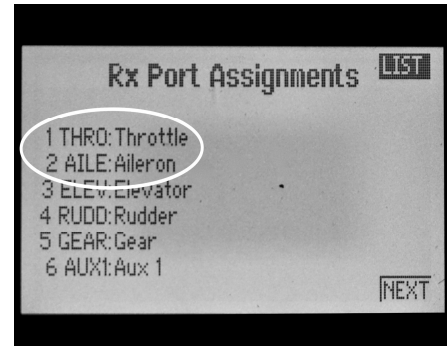 Rx Port Assignments LIST
1 THRO: Throttle
2 AILE: Aileron
3 ELEV: Elevator
4 RUDD: Rudder
5 GEAR: Gear
6 AUX1: Aux 1
NEXT